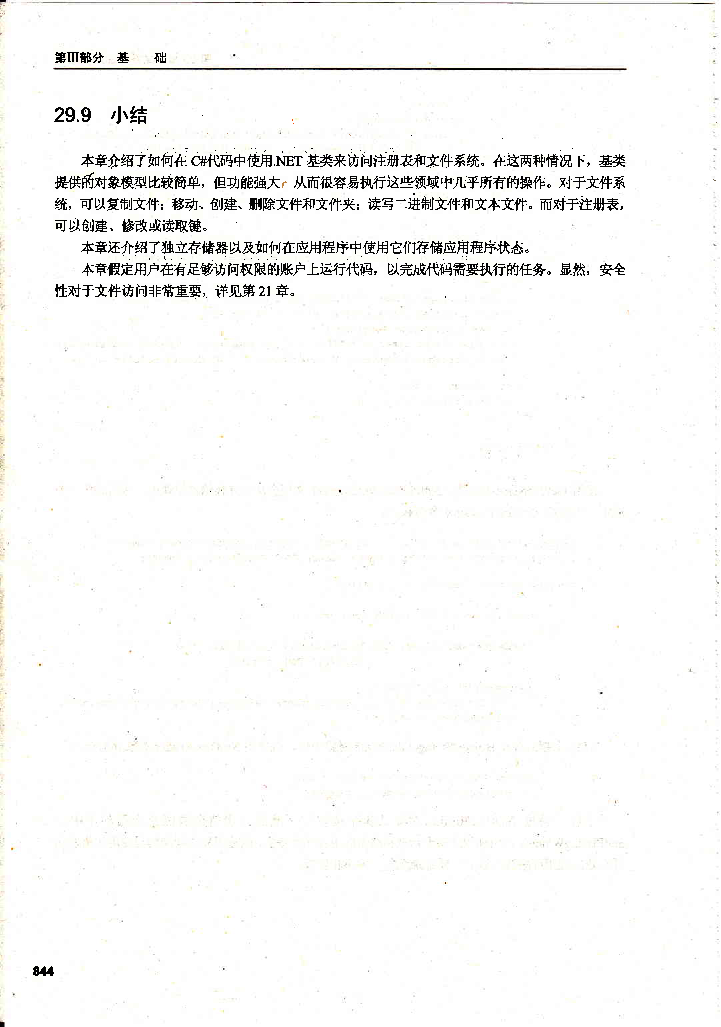 第III部分 基 础
29.9 小结
本章介绍了如何在 C#代码中使用.NET 基类来访问注册表和文件系统。在这两种情况下，基类
提供的对象模型比较简单，但功能强大，从而很容易执行这些领域中几乎所有的操作。对于文件系
统，可以复制文件；移动、创建、删除文件和文件夹；读写二进制文件和文本文件。而对于注册表，
可以创建、修改或读取键。
本章还介绍了独立存储器以及如何在应用程序中使用它们存储应用程序状态。
本章假定用户在有足够访问权限的账户上运行代码，以完成代码需要执行的任务。显然，安全
性对于文件访问非常重要，详见第 21 章。
844